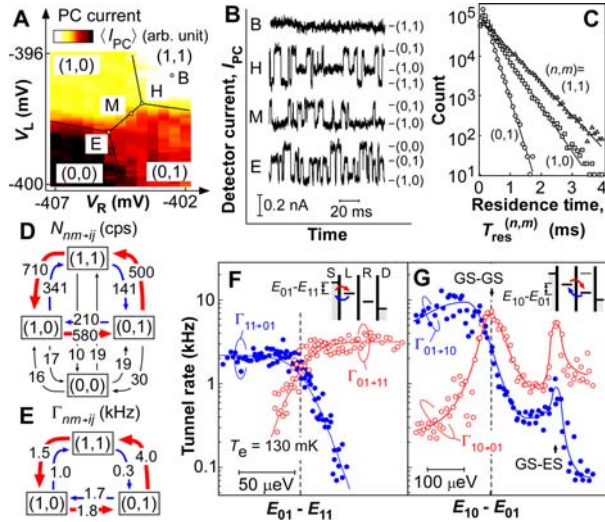 A
PC current
⟨I_PC⟩ (arb. unit)
-396
(1,0)
(1,1)
B
H
M
E
V_L (mV)
(0,0)
(0,1)
-400
-407
V_R (mV)
-402
B
Detector current, I_PC
B
(1,1)
H
(0,1)
(1,1)
(1,0)
M
(0,1)
(1,0)
E
(0,0)
(0,1)
(1,0)
0.2 nA
20 ms
Time
C
Count
10^5
10^4
10^3
10^2
10^1
(n,m)=
(1,1)
(0,1)
(1,0)
0 1 2 3 4
Residence time,
T_res^(n,m) (ms)
D
N_nm→ij (cps)
(1,1)
710
500
341
141
(1,0)
210
580
(0,1)
16
17
10
19
19
30
(0,0)
E
Γ_nm→ij (kHz)
(1,1)
1.5
1.0
0.3
4.0
(1,0)
1.7
1.8
(0,1)
F
E_01-E_11
S L R D
Tunnel rate (kHz)
10
1
0.1
Γ_11→01
Γ_01→11
T_e = 130 mK
50 μeV
E_01 - E_11
G
GS-GS
E_10-E_01
Γ_01→10
Γ_10→01
GS-ES
100 μeV
E_10 - E_01